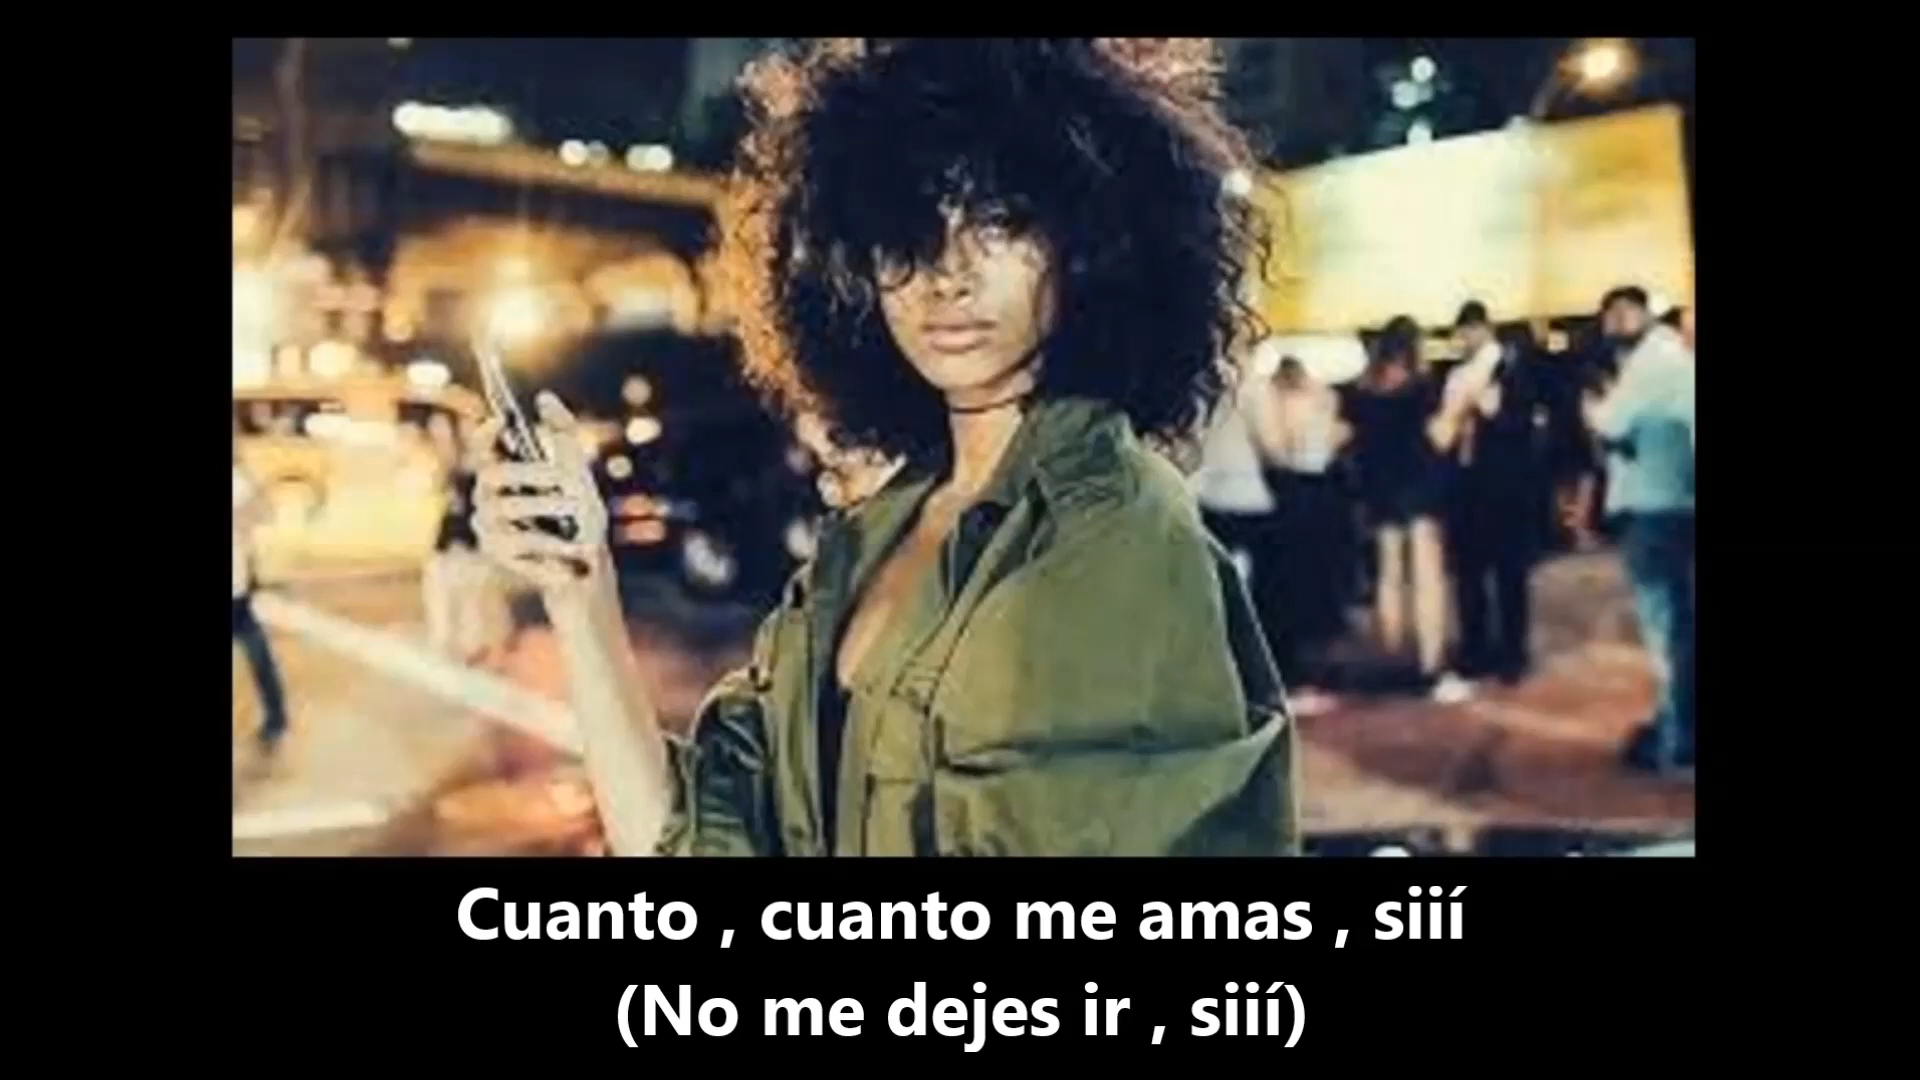 Cuanto , cuanto me amas , siií
(No me dejes ir , siií)